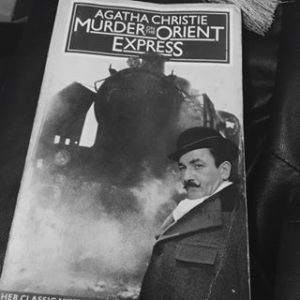 AGATHA CHRISTIE
MURDER ON THE ORIENT
EXPRESS
HER CLASSIC